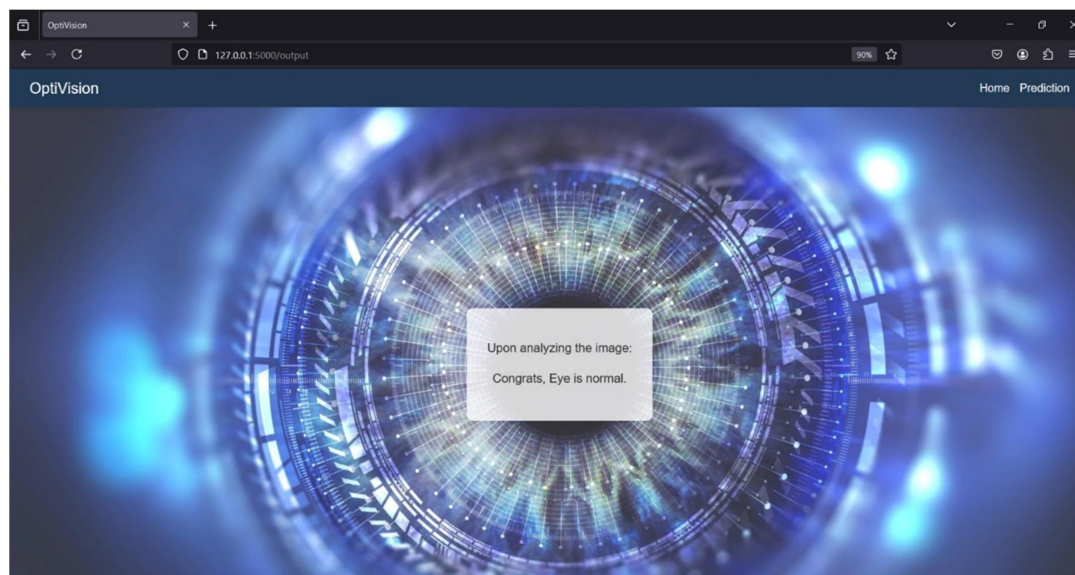 OptiVision
127.0.0.1:5000/output
90%
OptiVision
Home Prediction
Upon analyzing the image:
Congrats, Eye is normal.